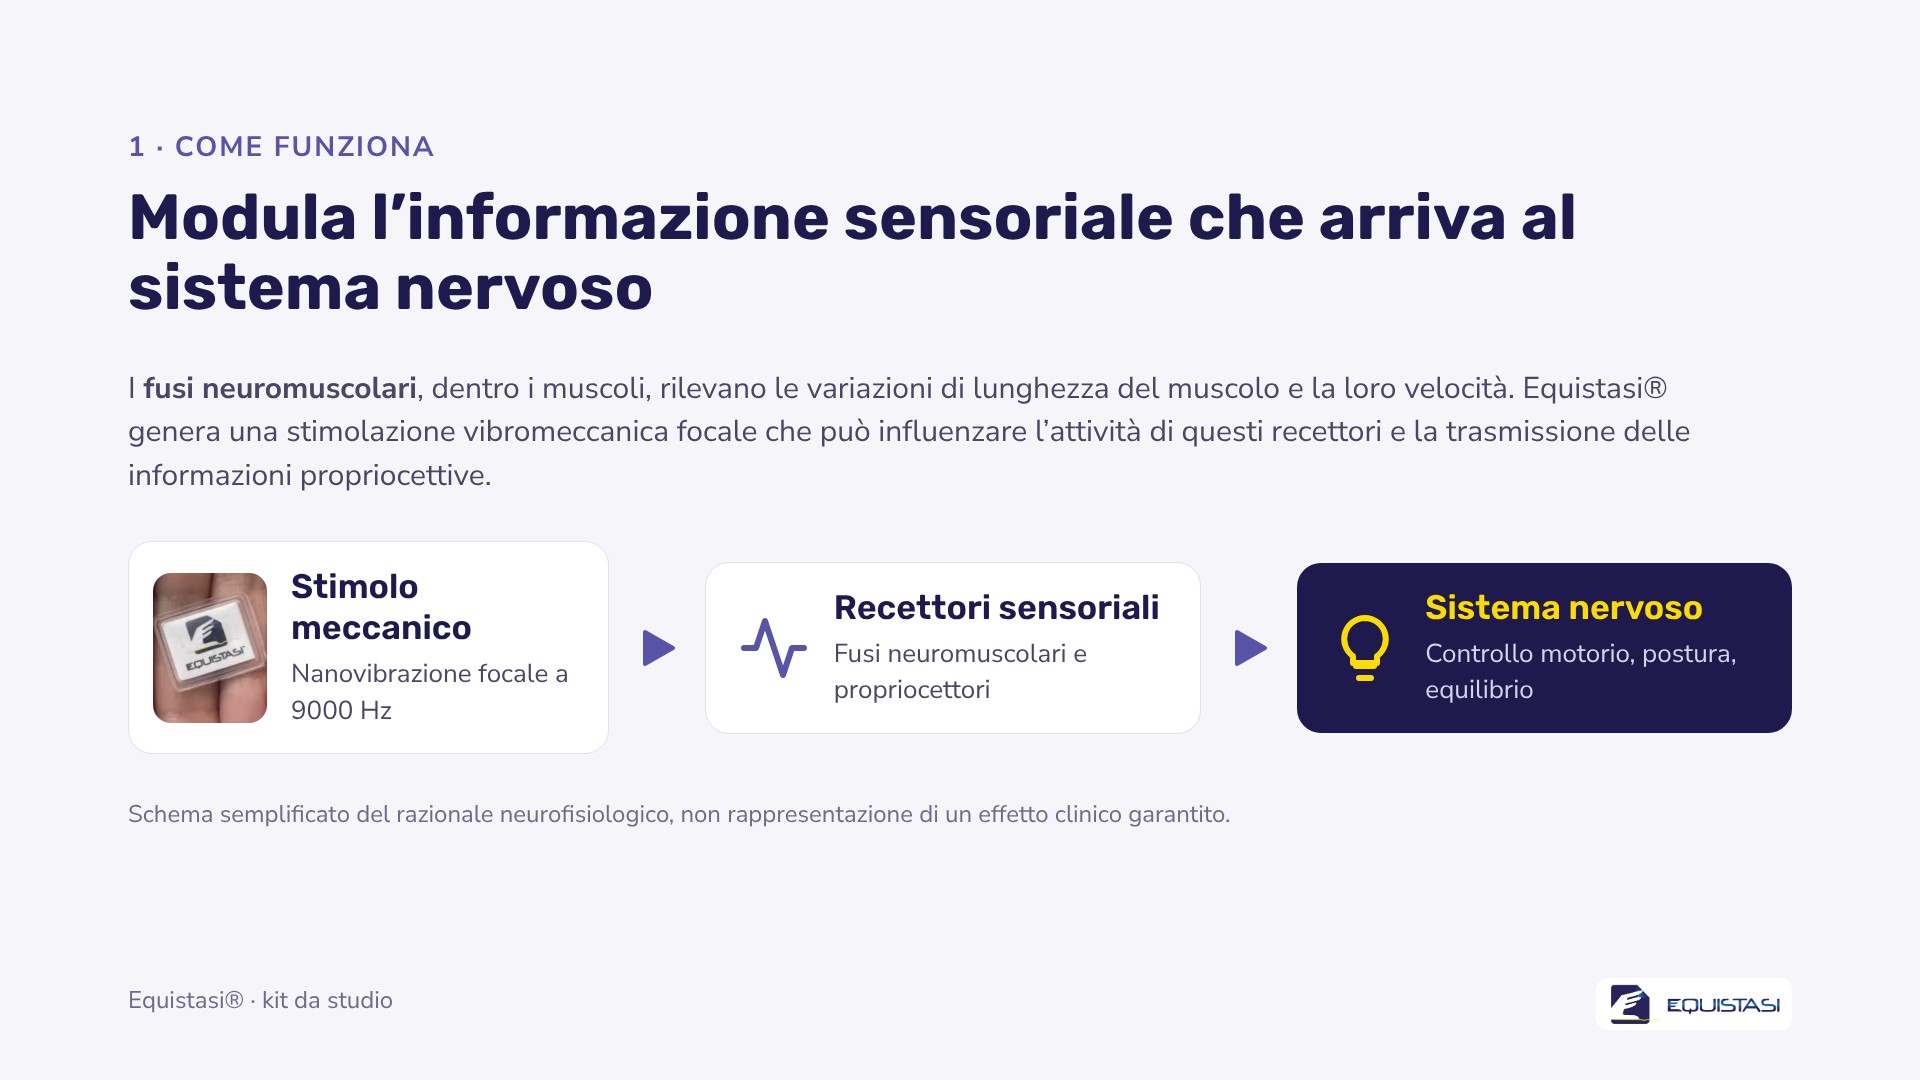 1 · COME FUNZIONA
Modula l’informazione sensoriale che arriva al
sistema nervoso
I fusi neuromuscolari, dentro i muscoli, rilevano le variazioni di lunghezza del muscolo e la loro velocità. Equistasi®
genera una stimolazione vibromeccanica focale che può influenzare l’attività di questi recettori e la trasmissione delle
informazioni propriocettive.
EQUISTASI
Stimolo
meccanico
Nanovibrazione focale a
9000 Hz
Recettori sensoriali
Fusi neuromuscolari e
propriocettori
Sistema nervoso
Controllo motorio, postura,
equilibrio
Schema semplificato del razionale neurofisiologico, non rappresentazione di un effetto clinico garantito.
Equistasi® · kit da studio
EQUISTASI